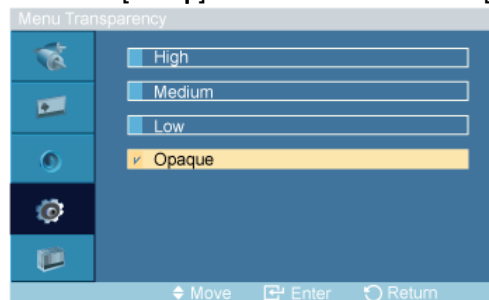 Menu Transparency
High
Medium
Low
Opaque
Move Enter Return